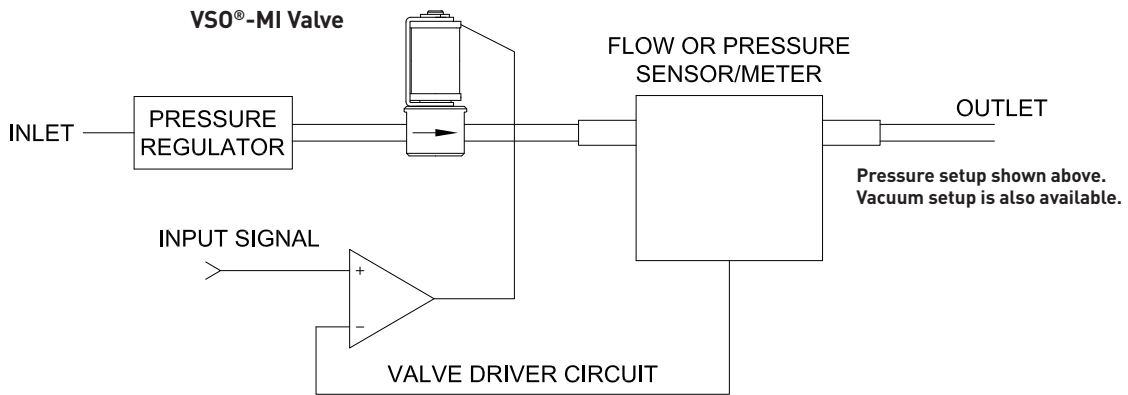 VSO®-MI Valve
FLOW OR PRESSURE
SENSOR/METER
OUTLET
INLET
PRESSURE
REGULATOR
Pressure setup shown above.
Vacuum setup is also available.
INPUT SIGNAL
+
−
VALVE DRIVER CIRCUIT